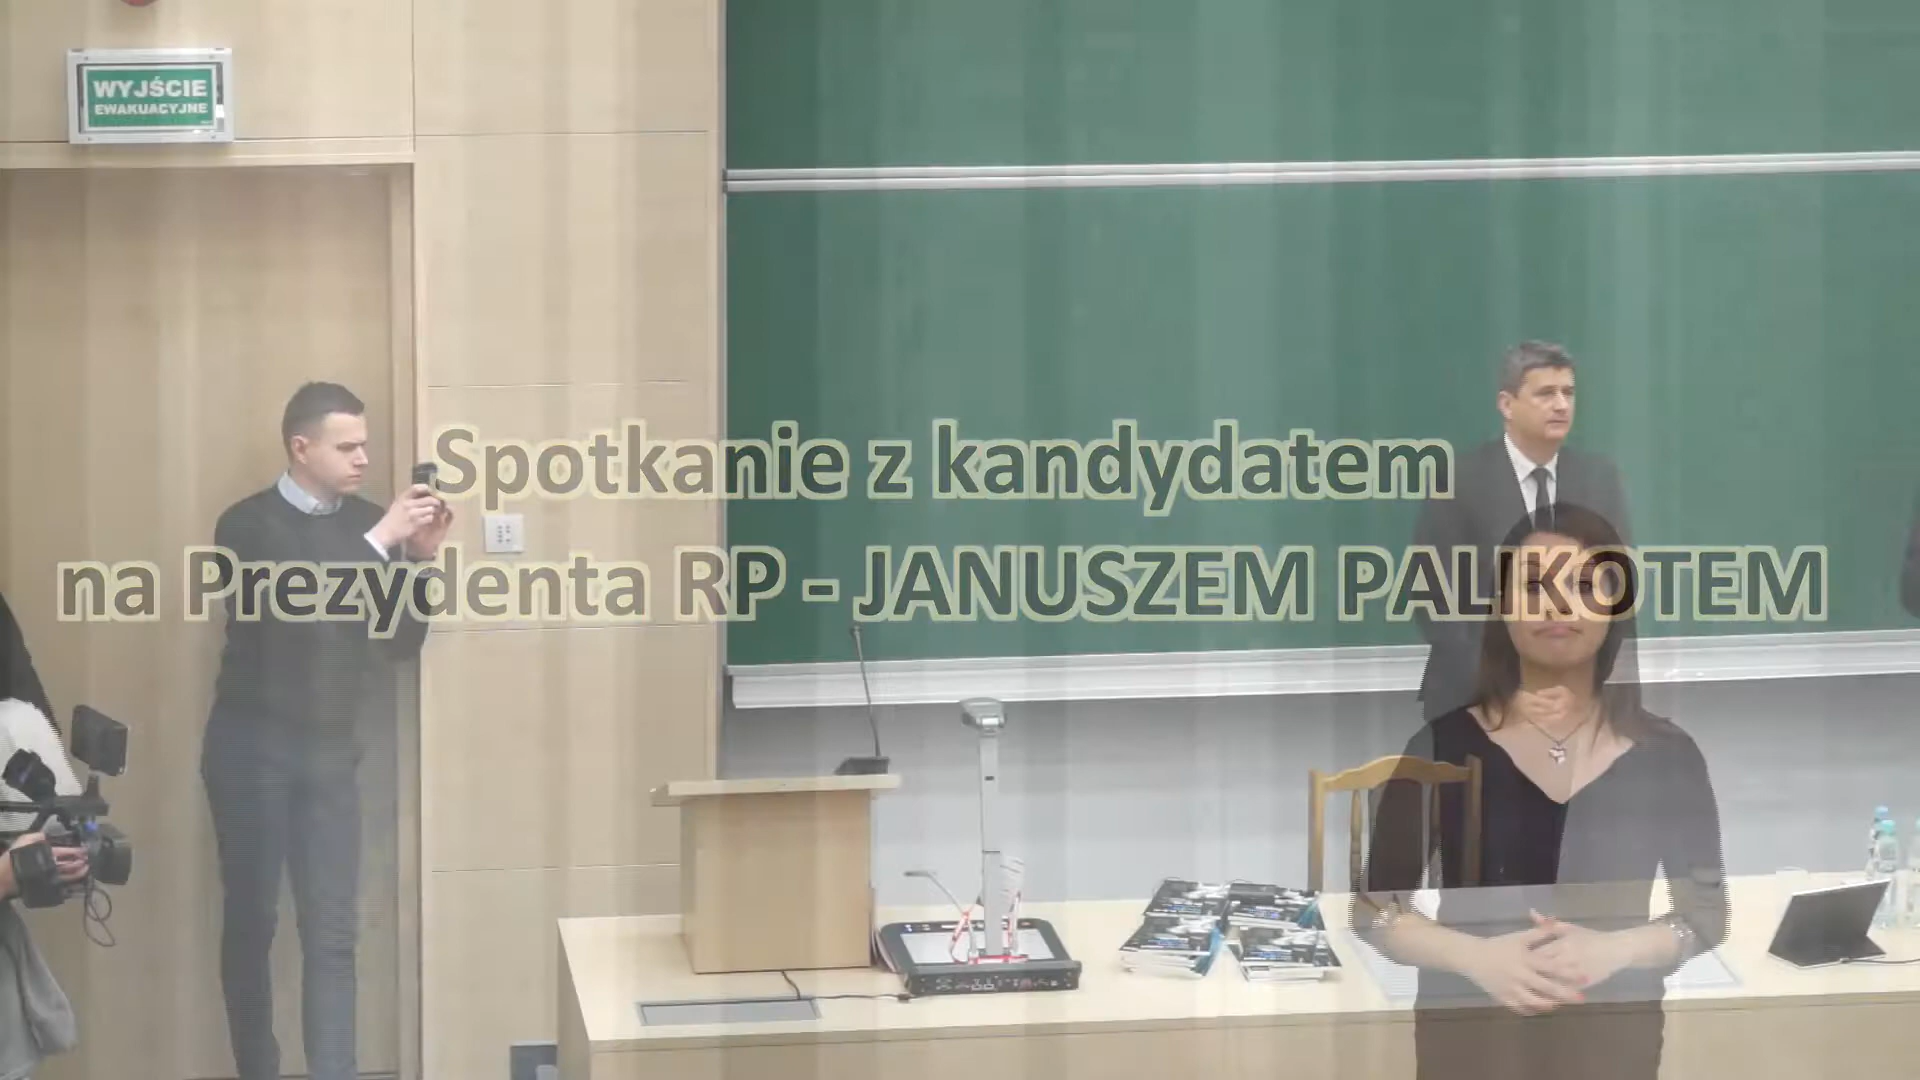 WYJŚCIE
EWAKUACYJNE
Spotkanie z kandydatem
na Prezydenta RP - JANUSZEM PALIKOTEM